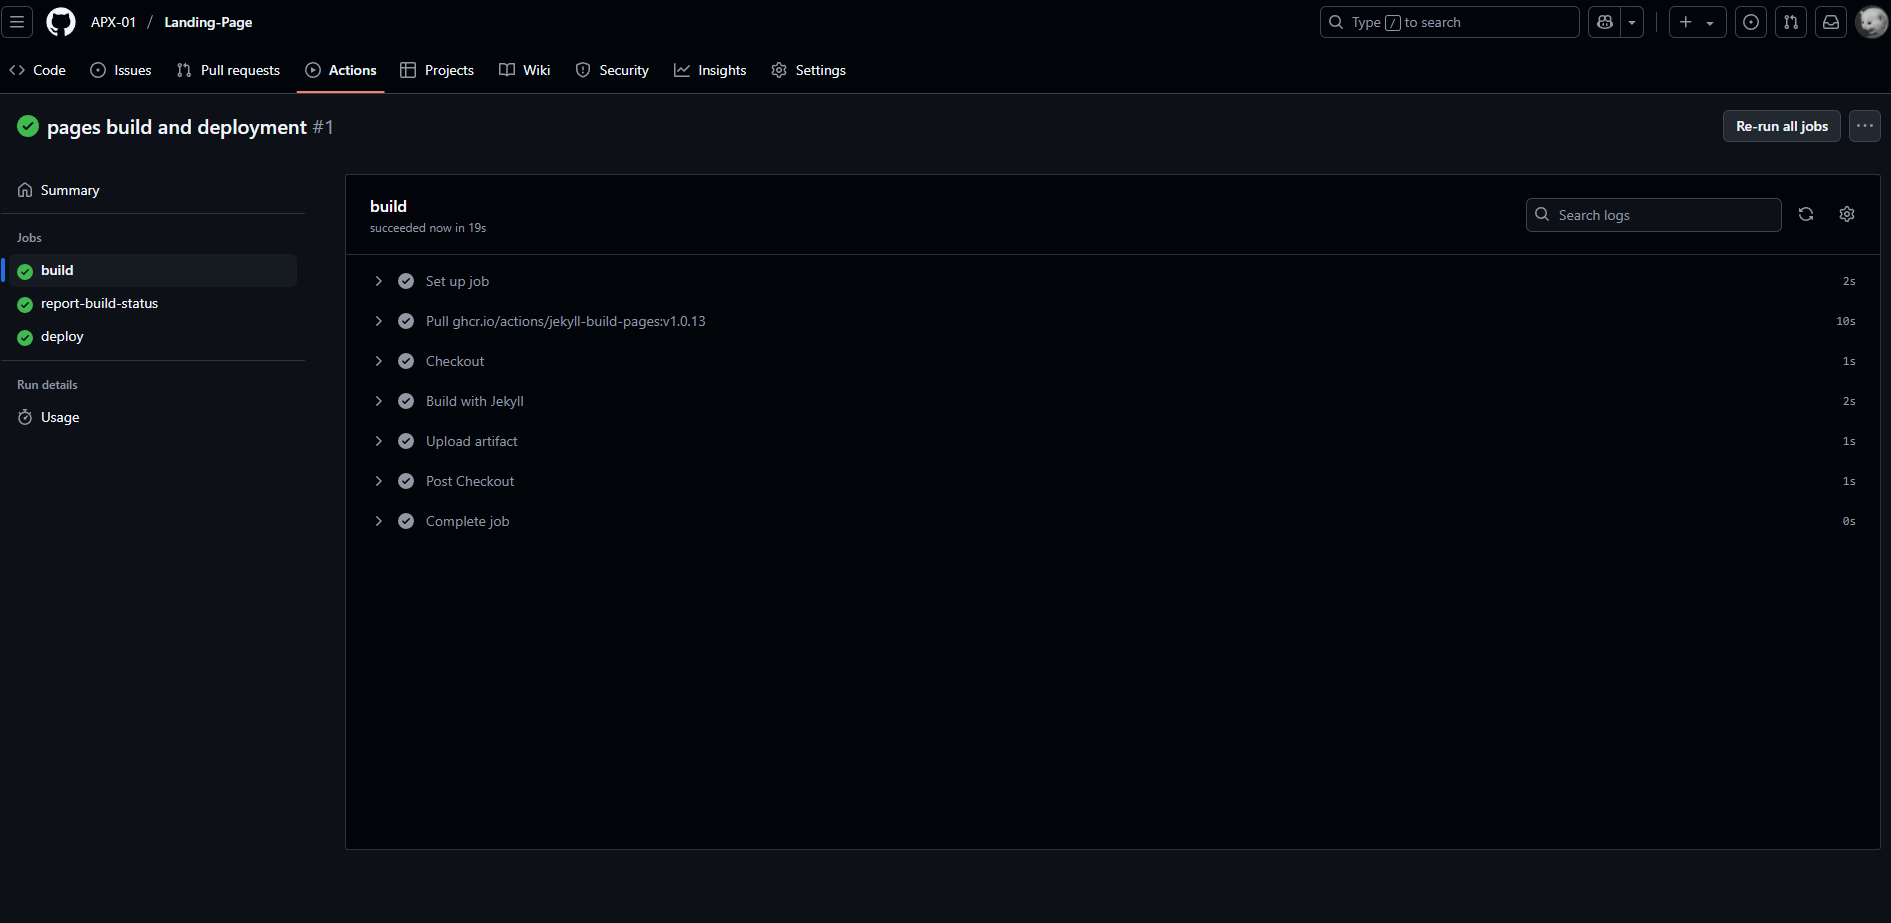 APX-01 / Landing-Page
Type / to search
Code
Issues
Pull requests
Actions
Projects
Wiki
Security
Insights
Settings
pages build and deployment #1
Re-run all jobs
Summary
Jobs
build
report-build-status
deploy
Run details
Usage
build
succeeded now in 19s
Search logs
Set up job 2s
Pull ghcr.io/actions/jekyll-build-pages:v1.0.13 10s
Checkout 1s
Build with Jekyll 2s
Upload artifact 1s
Post Checkout 1s
Complete job 0s